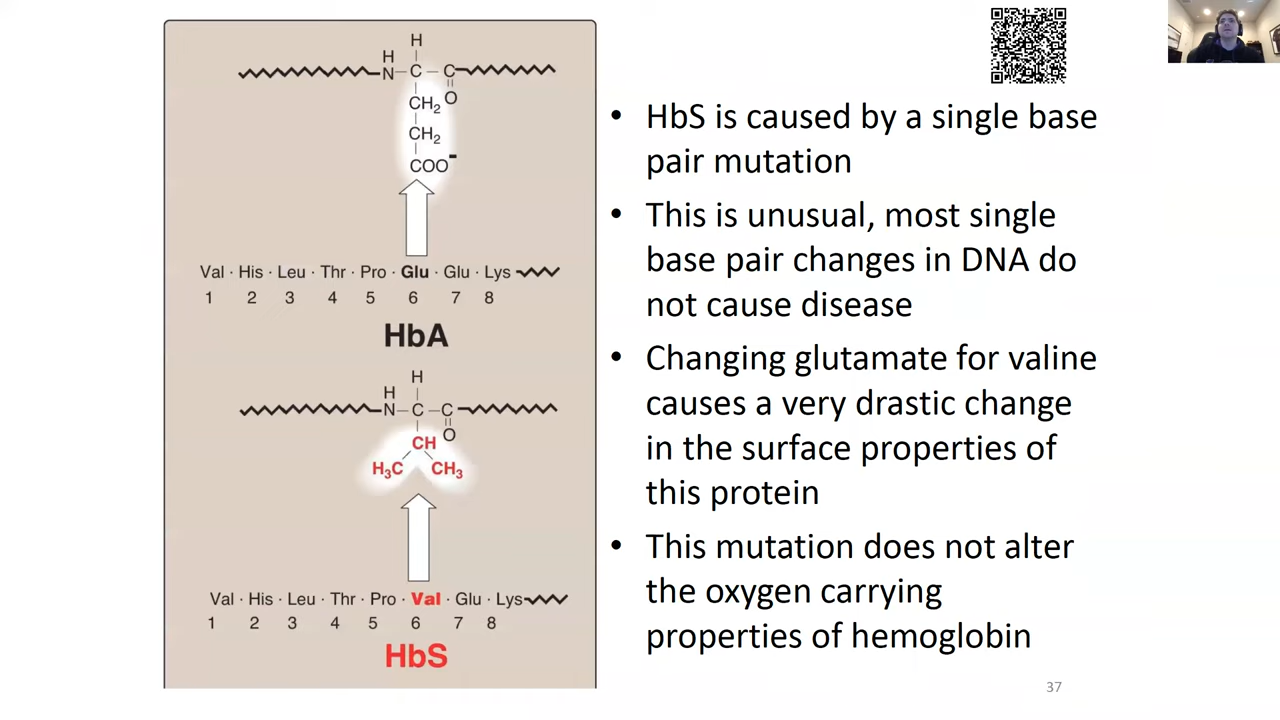 H
H
N C C
O
CH2
CH2
COO-
Val · His · Leu · Thr · Pro · Glu · Glu · Lys
1 2 3 4 5 6 7 8
HbA
H
H
N C C
O
CH
H3C CH3
Val · His · Leu · Thr · Pro · Val · Glu · Lys
1 2 3 4 5 6 7 8
HbS
• HbS is caused by a single base
pair mutation
• This is unusual, most single
base pair changes in DNA do
not cause disease
• Changing glutamate for valine
causes a very drastic change
in the surface properties of
this protein
• This mutation does not alter
the oxygen carrying
properties of hemoglobin
37